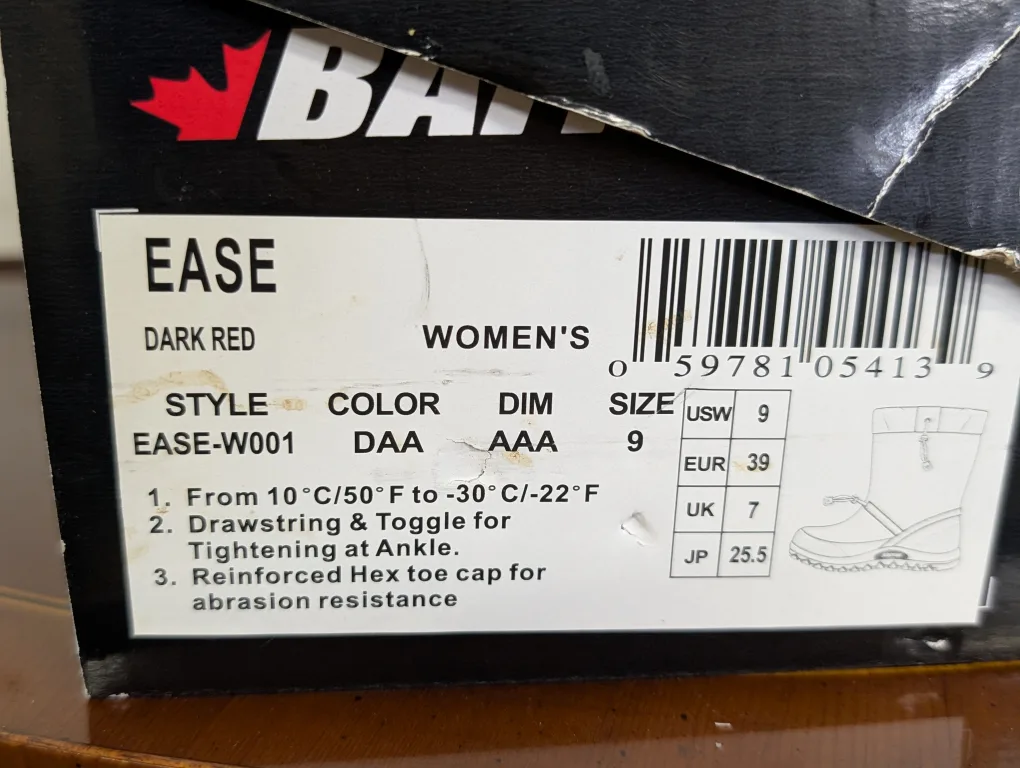 BAF
EASE
DARK RED
WOMEN'S
0 59781 05413 9
STYLE COLOR DIM SIZE
EASE-W001 DAA AAA 9
USW 9
EUR 39
UK 7
JP 25.5
1. From 10°C/50°F to -30°C/-22°F
2. Drawstring & Toggle for
Tightening at Ankle.
3. Reinforced Hex toe cap for
abrasion resistance